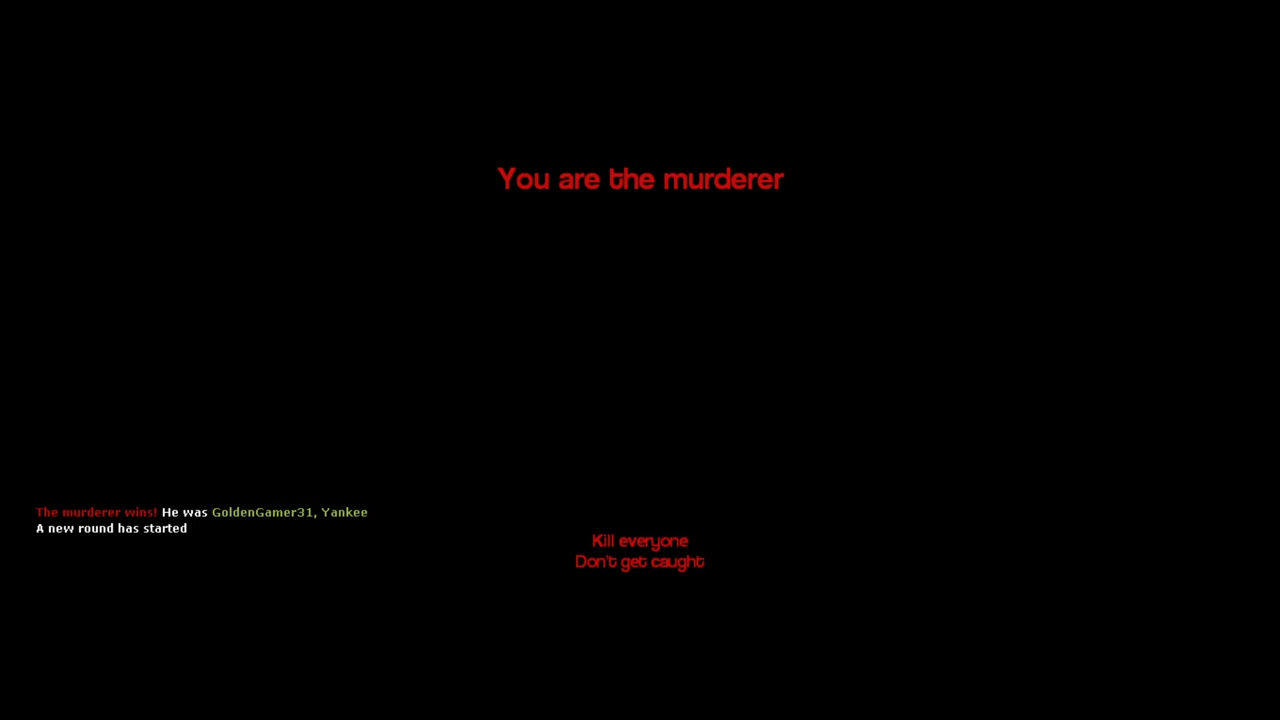 You are the murderer
The murderer wins! He was GoldenGamer31, Yankee
A new round has started
Kill everyone
Don't get caught